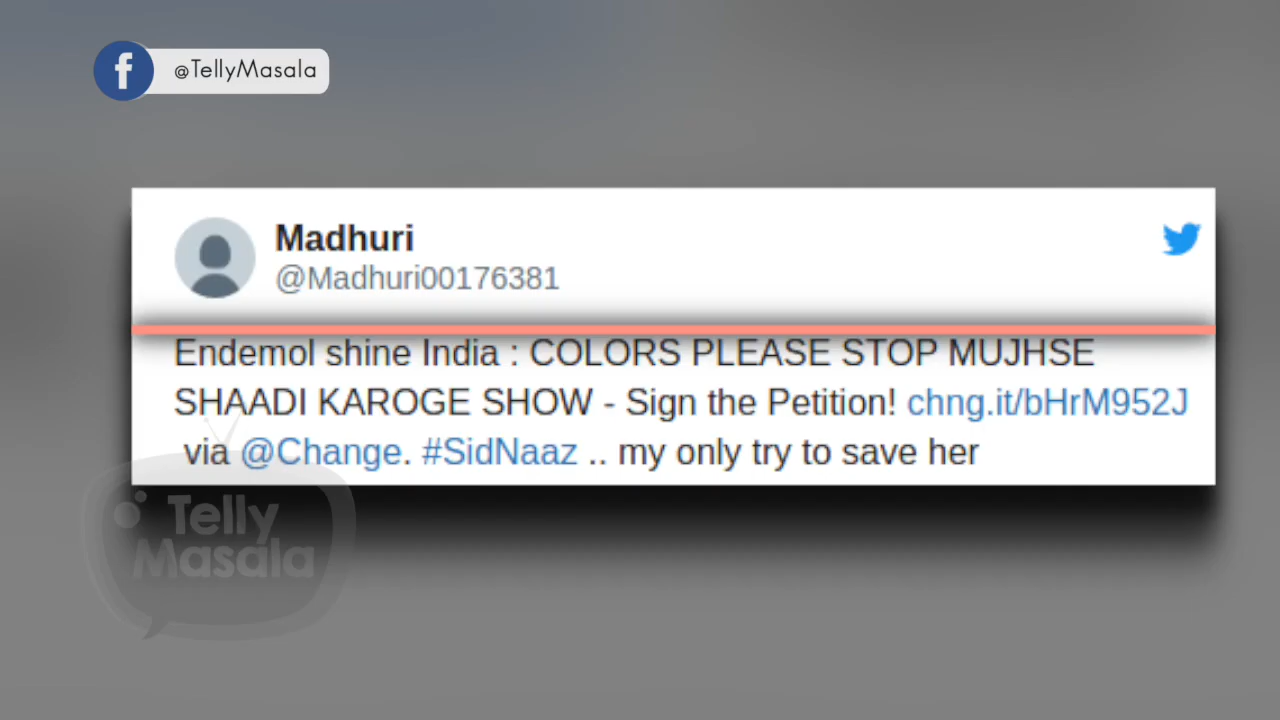 @TellyMasala
Madhuri
@Madhuri00176381
Endemol shine India : COLORS PLEASE STOP MUJHSE
SHAADI KAROGE SHOW - Sign the Petition! chng.it/bHrM952J
via @Change. #SidNaaz .. my only try to save her
Telly
Masala